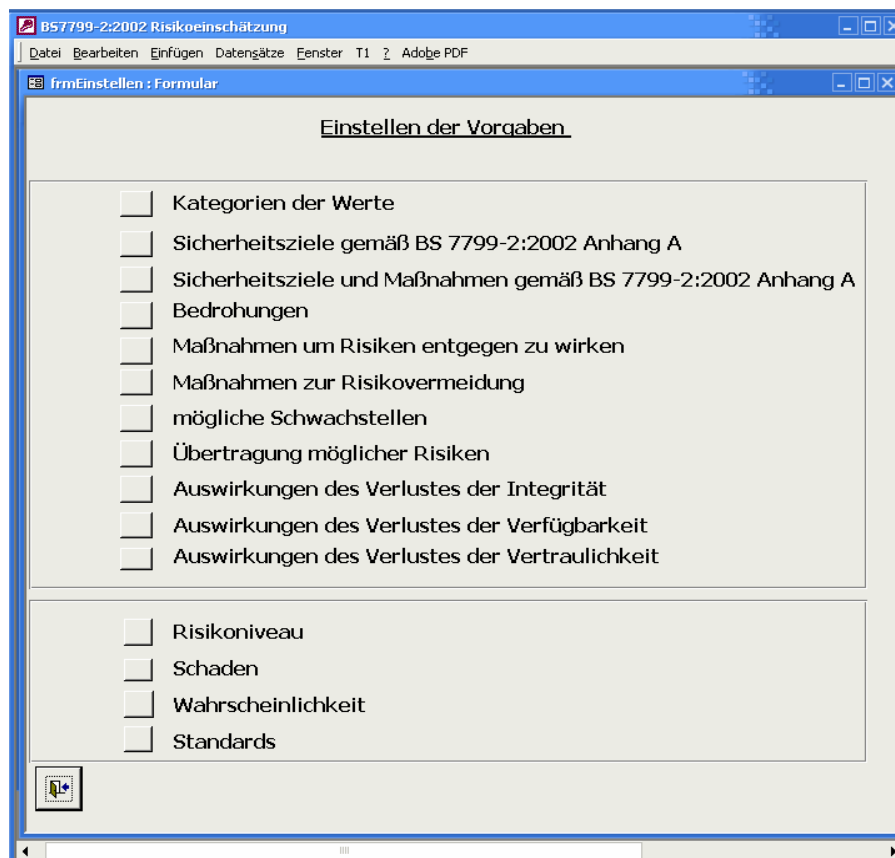 BS7799-2:2002 Risikoeinschätzung
Datei Bearbeiten Einfügen Datensätze Fenster T1 ? Adobe PDF
frmEinstellen : Formular
Einstellen der Vorgaben
Kategorien der Werte
Sicherheitsziele gemäß BS 7799-2:2002 Anhang A
Sicherheitsziele und Maßnahmen gemäß BS 7799-2:2002 Anhang A
Bedrohungen
Maßnahmen um Risiken entgegen zu wirken
Maßnahmen zur Risikovermeidung
mögliche Schwachstellen
Übertragung möglicher Risiken
Auswirkungen des Verlustes der Integrität
Auswirkungen des Verlustes der Verfügbarkeit
Auswirkungen des Verlustes der Vertraulichkeit
Risikoniveau
Schaden
Wahrscheinlichkeit
Standards